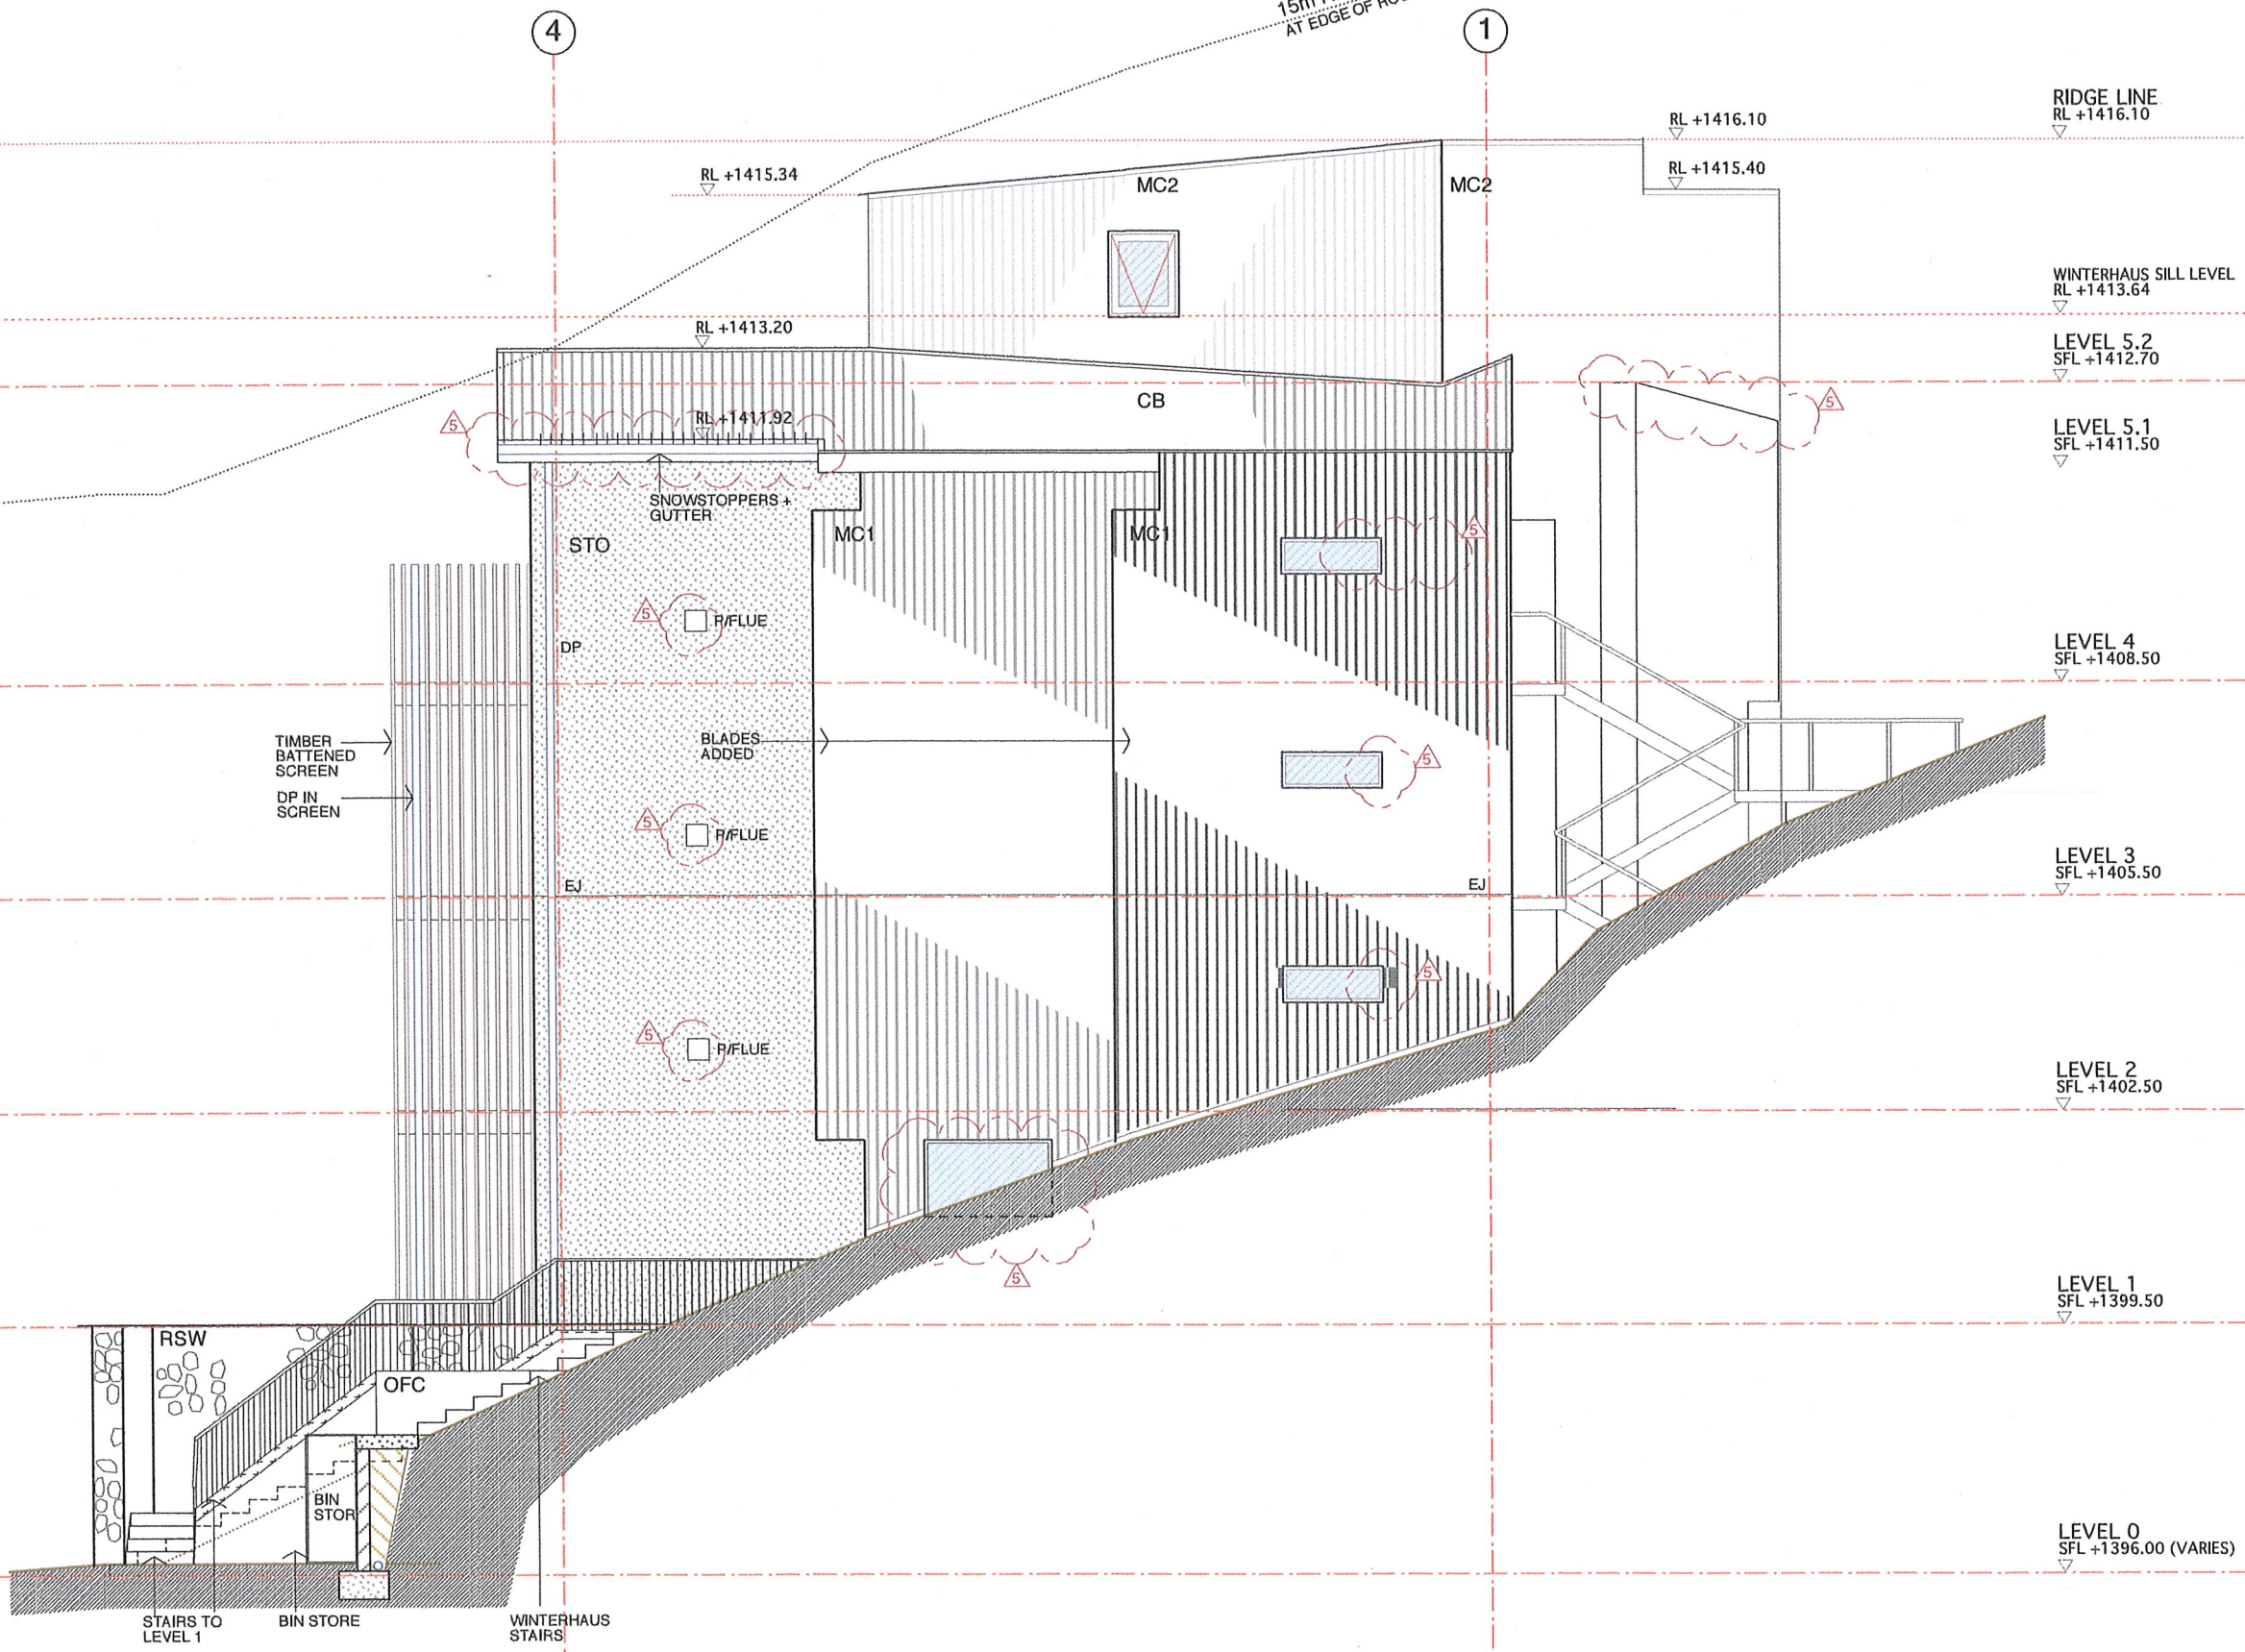 15m
AT EDGE OF
4
1
RIDGE LINE
RL +1416.10
RL +1416.10
RL +1415.40
RL +1415.34
MC2
MC2
WINTERHAUS SILL LEVEL
RL +1413.64
RL +1413.20
LEVEL 5.2
SFL +1412.70
CB
5
RL +1411.92
5
LEVEL 5.1
SFL +1411.50
SNOWSTOPPERS +
GUTTER
STO
MC1
MC1
5
5
P/FLUE
DP
LEVEL 4
SFL +1408.50
TIMBER
BATTENED
SCREEN
BLADES
ADDED
5
DP IN
SCREEN
5
P/FLUE
EJ
EJ
LEVEL 3
SFL +1405.50
5
5
P/FLUE
LEVEL 2
SFL +1402.50
5
LEVEL 1
SFL +1399.50
RSW
OFC
BIN
STOR
LEVEL 0
SFL +1396.00 (VARIES)
STAIRS TO
LEVEL 1
BIN STORE
WINTERHAUS
STAIRS